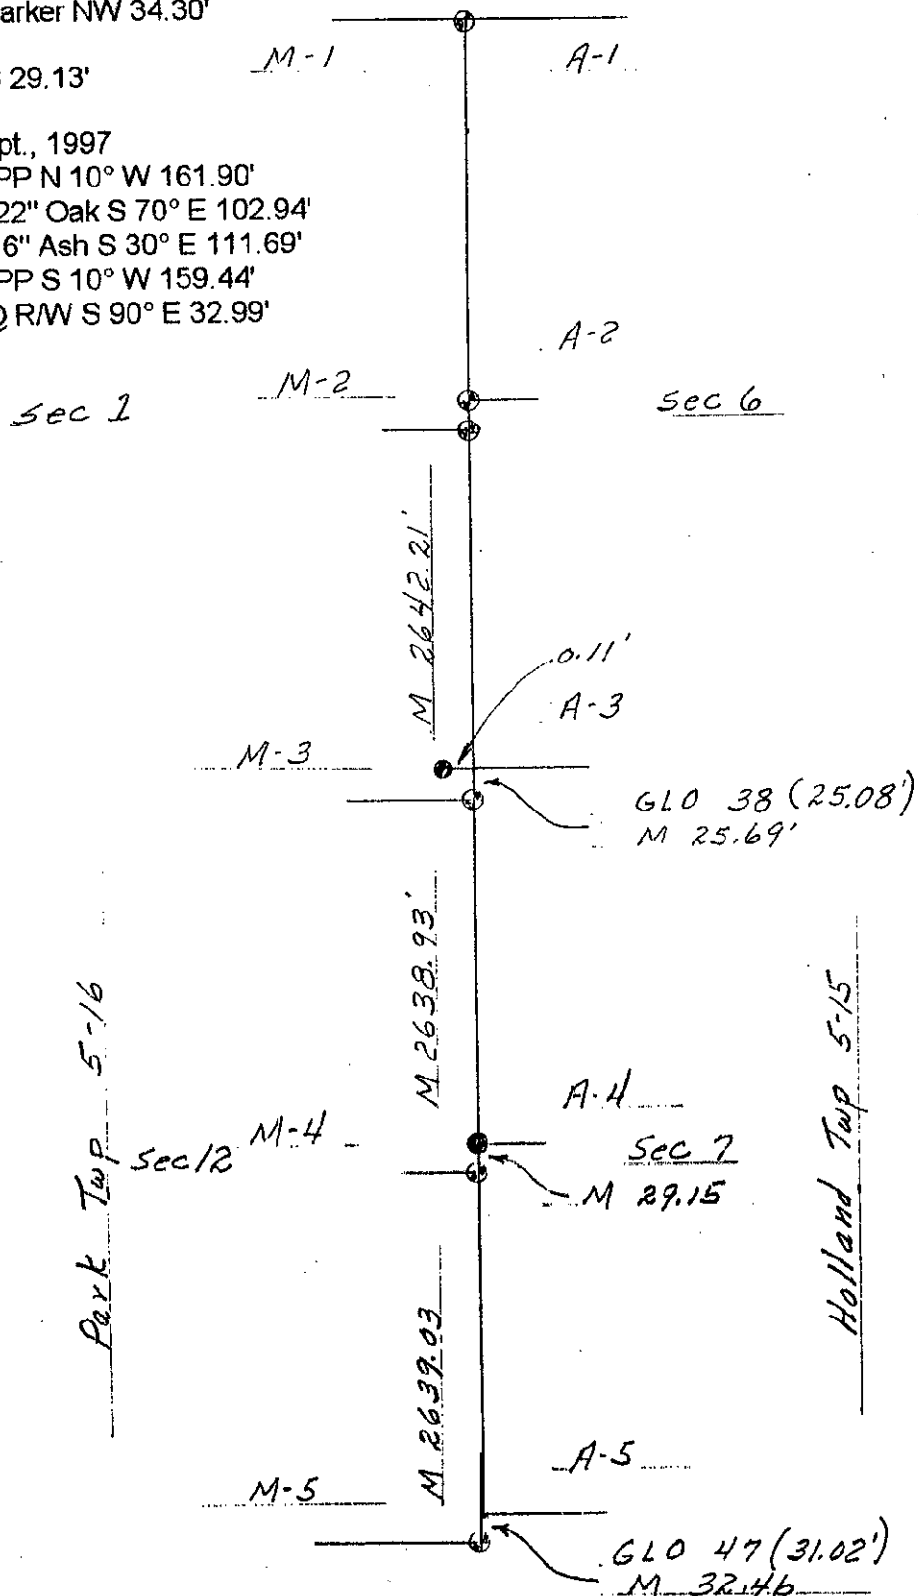 arker NW 34.30'
29.13'
pt., 1997
PP N 10° W 161.90'
22" Oak S 70° E 102.94'
6" Ash S 30° E 111.69'
PP S 10° W 159.44'
R/W S 90° E 32.99'
M-1
A-1
A-2
M-2
Sec 1
Sec 6
M 2642.21'
0.11'
A-3
M-3
GLO 38 (25.08')
M 25.69'
M 2638.93'
Park Twp 5-16
Holland Twp 5-15
A-4
M-4
Sec 12
Sec 7
M 29.15
M 2639.03
A-5
M-5
GLO 47 (31.02')
M 32.46